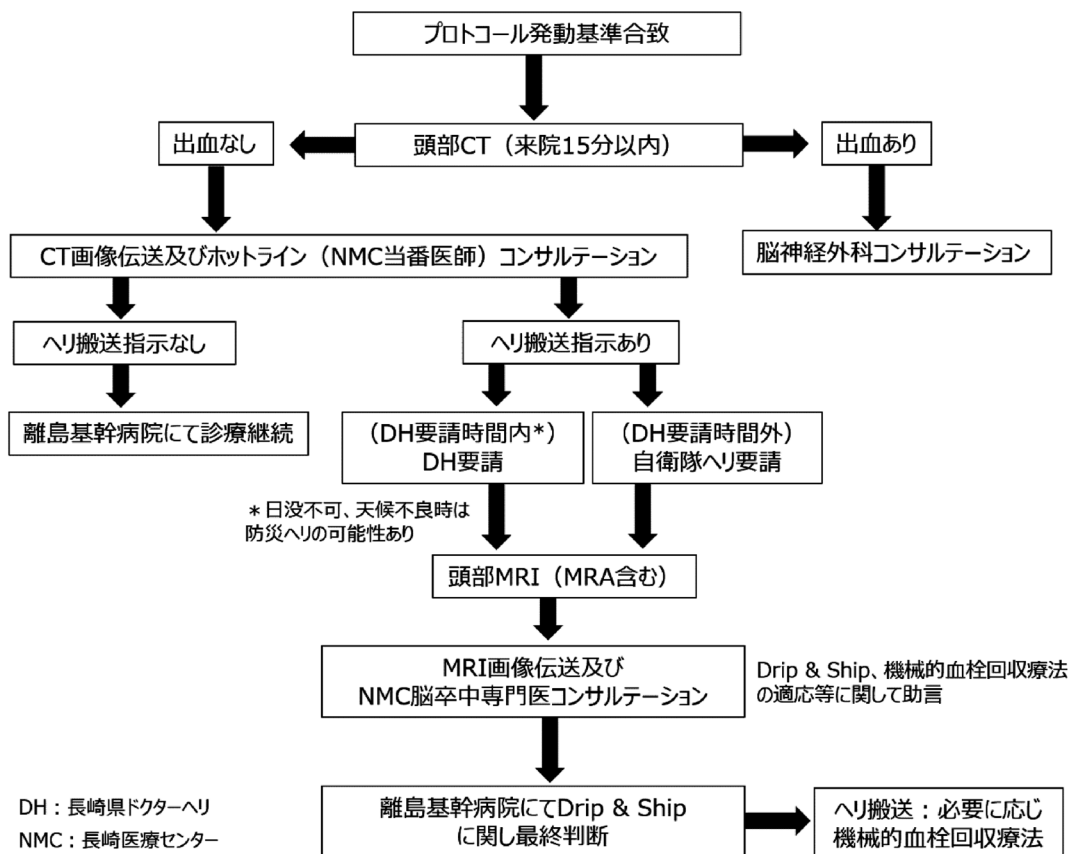 プロトコール発動基準合致
出血なし
頭部CT（来院15分以内）
出血あり
CT画像伝送及びホットライン（NMC当番医師）コンサルテーション
脳神経外科コンサルテーション
ヘリ搬送指示なし
ヘリ搬送指示あり
離島基幹病院にて診療継続
（DH要請時間内*）
DH要請
（DH要請時間外）
自衛隊ヘリ要請
＊日没不可、天候不良時は
防災ヘリの可能性あり
頭部MRI（MRA含む）
MRI画像伝送及び
NMC脳卒中専門医コンサルテーション
Drip & Ship、機械的血栓回収療法
の適応等に関して助言
離島基幹病院にてDrip & Ship
に関し最終判断
ヘリ搬送：必要に応じ
機械的血栓回収療法
DH：長崎県ドクターヘリ
NMC：長崎医療センター